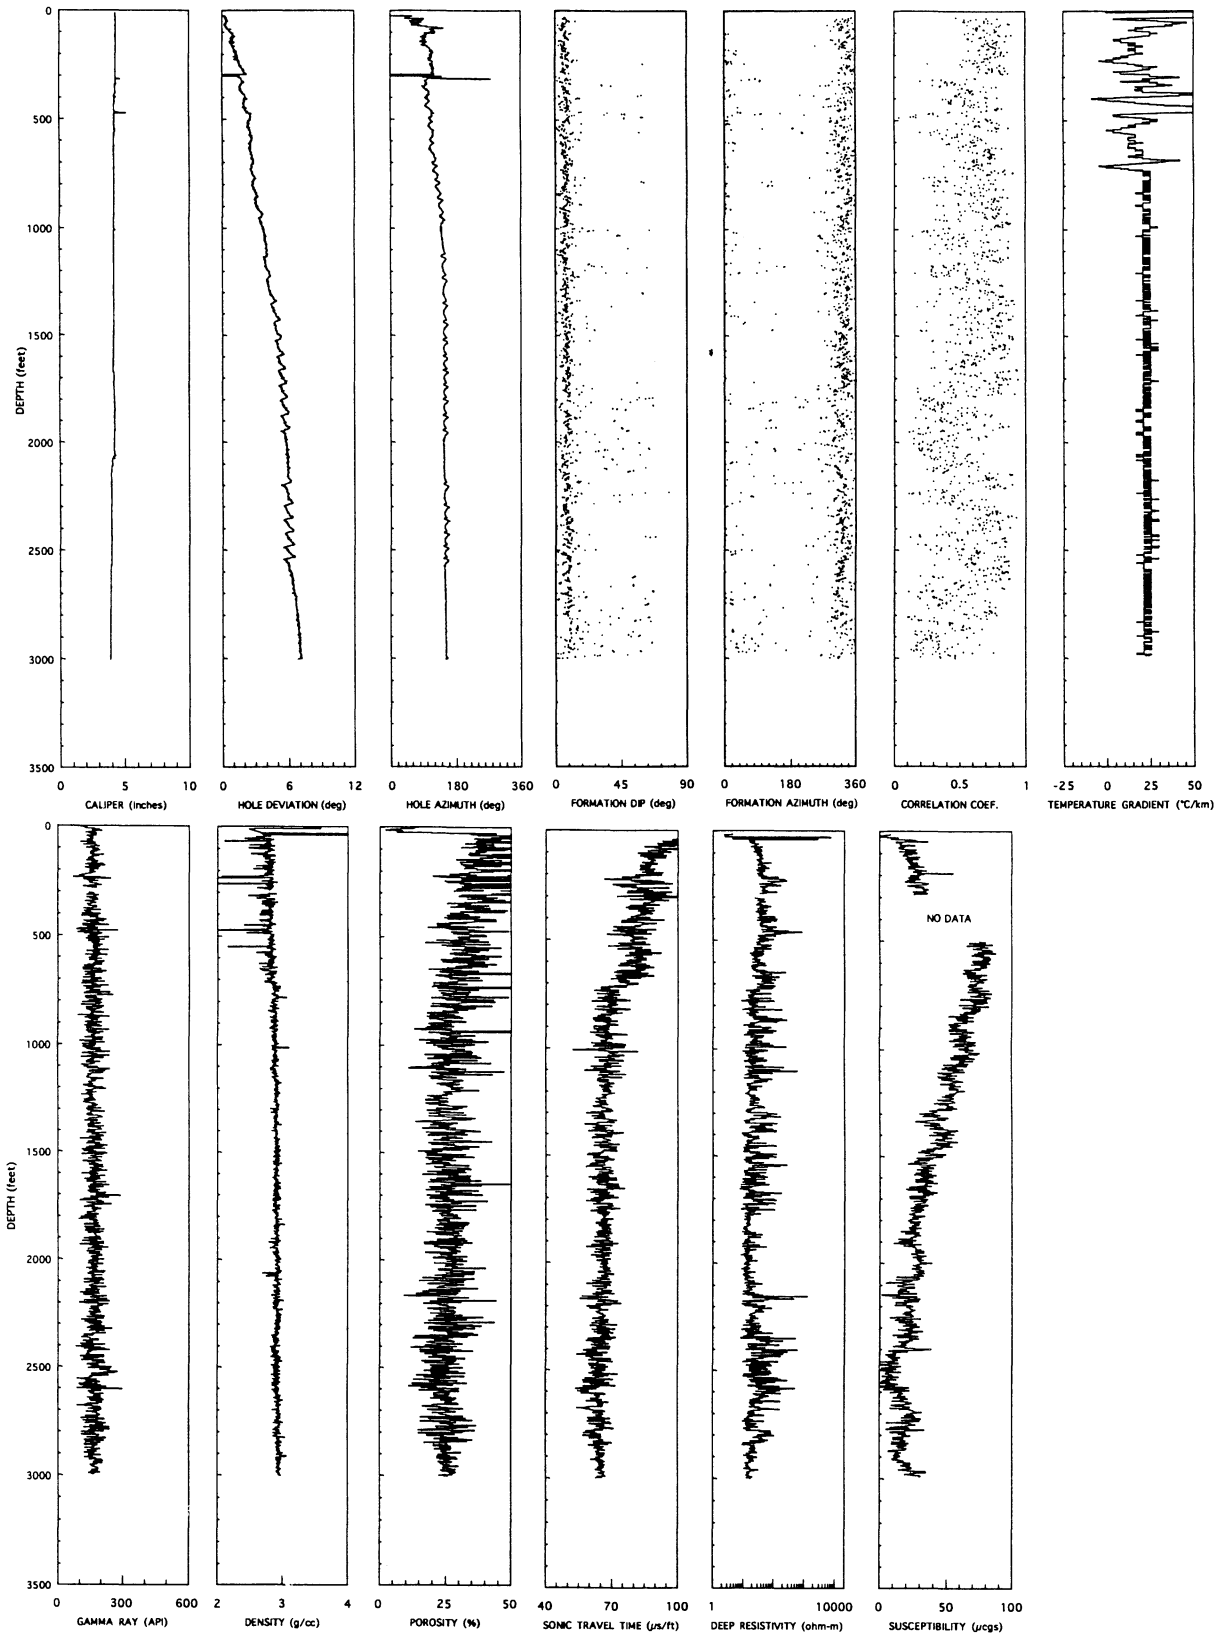 0
500
1000
1500
2000
2500
3000
3500
DEPTH (feet)
0 5 10
CALIPER (inches)
0 6 12
HOLE DEVIATION (deg)
0 180 360
HOLE AZIMUTH (deg)
0 45 90
FORMATION DIP (deg)
0 180 360
FORMATION AZIMUTH (deg)
0 0.5 1
CORRELATION COEF.
-25 0 25 50
TEMPERATURE GRADIENT (°C/km)
0
500
1000
1500
2000
2500
3000
3500
DEPTH (feet)
NO DATA
0 300 600
GAMMA RAY (API)
2 3 4
DENSITY (g/cc)
0 25 50
POROSITY (%)
40 70 100
SONIC TRAVEL TIME (μs/ft)
1 10000
DEEP RESISTIVITY (ohm-m)
0 50 100
SUSCEPTIBILITY (μcgs)